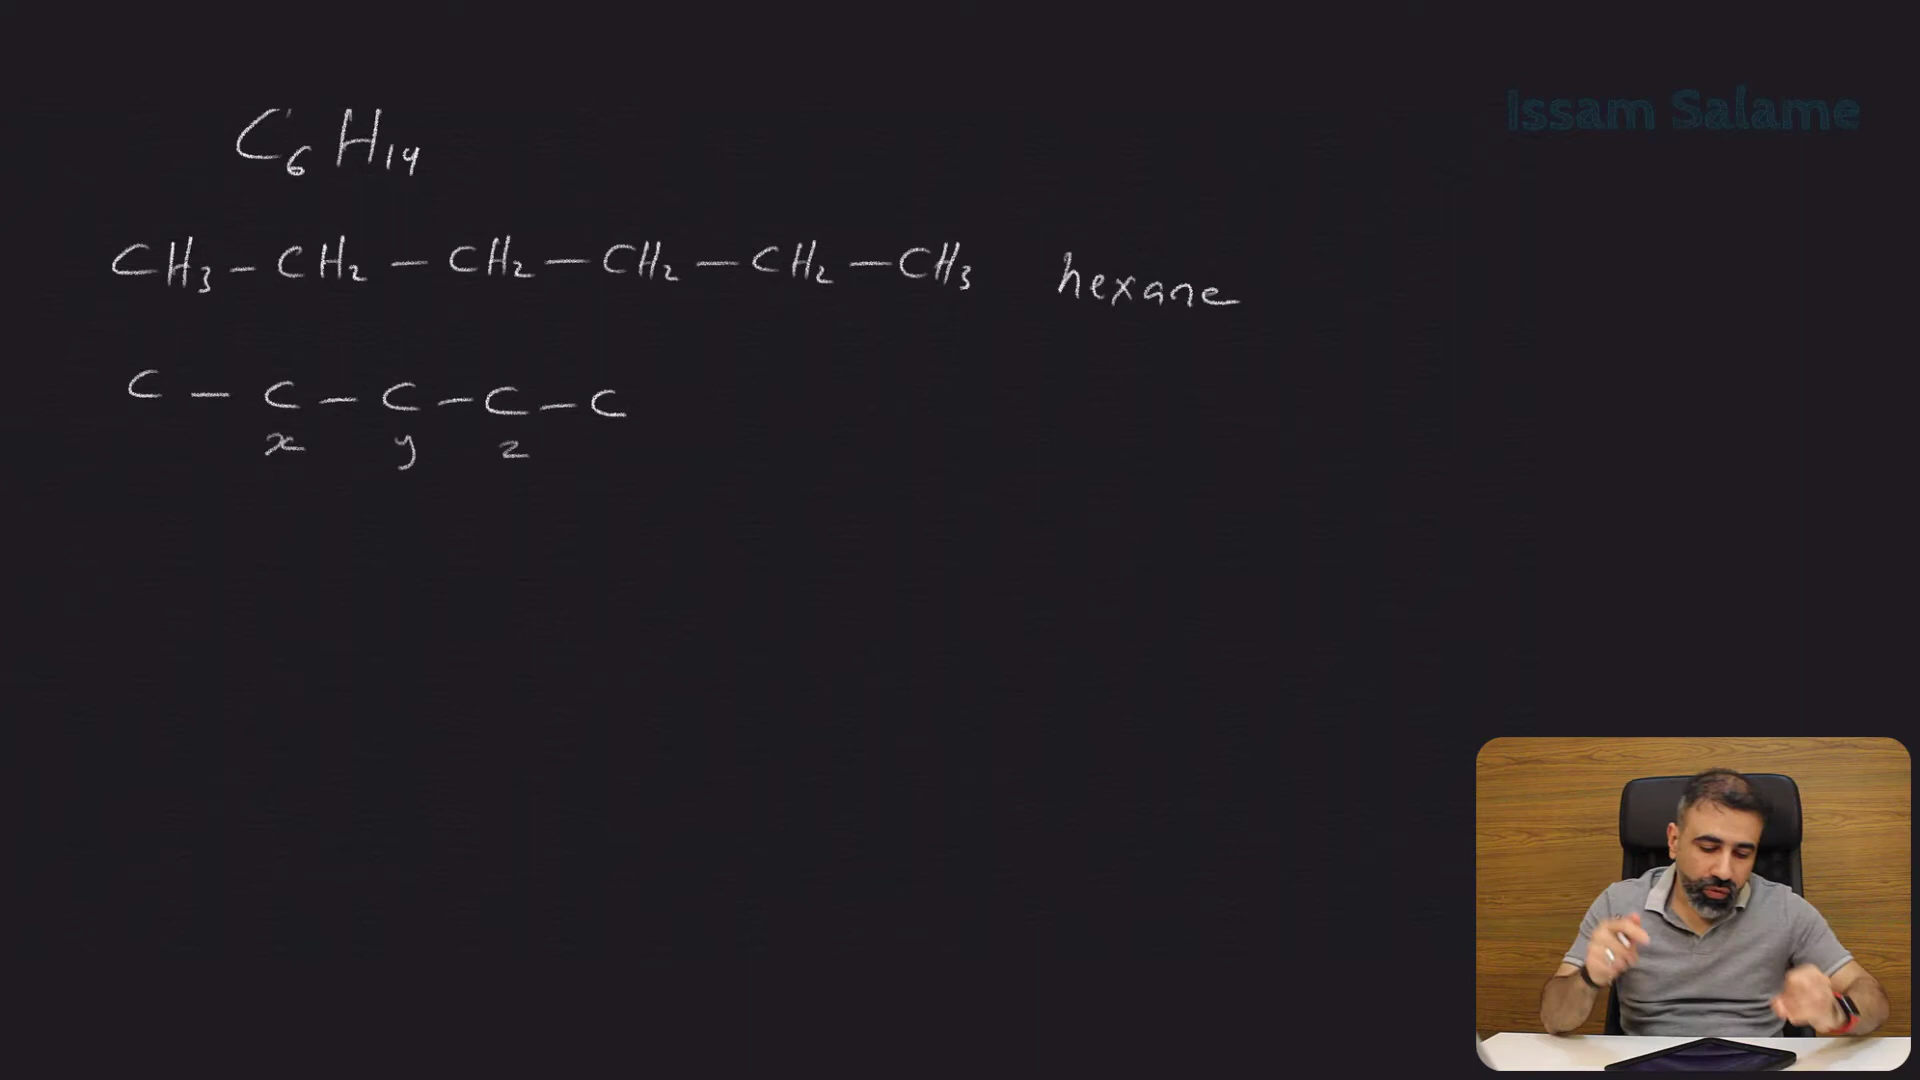 Issam Salame
C₆H₁₄
CH₃ – CH₂ – CH₂ – CH₂ – CH₂ – CH₃ hexane
C – C – C – C – C
x y z